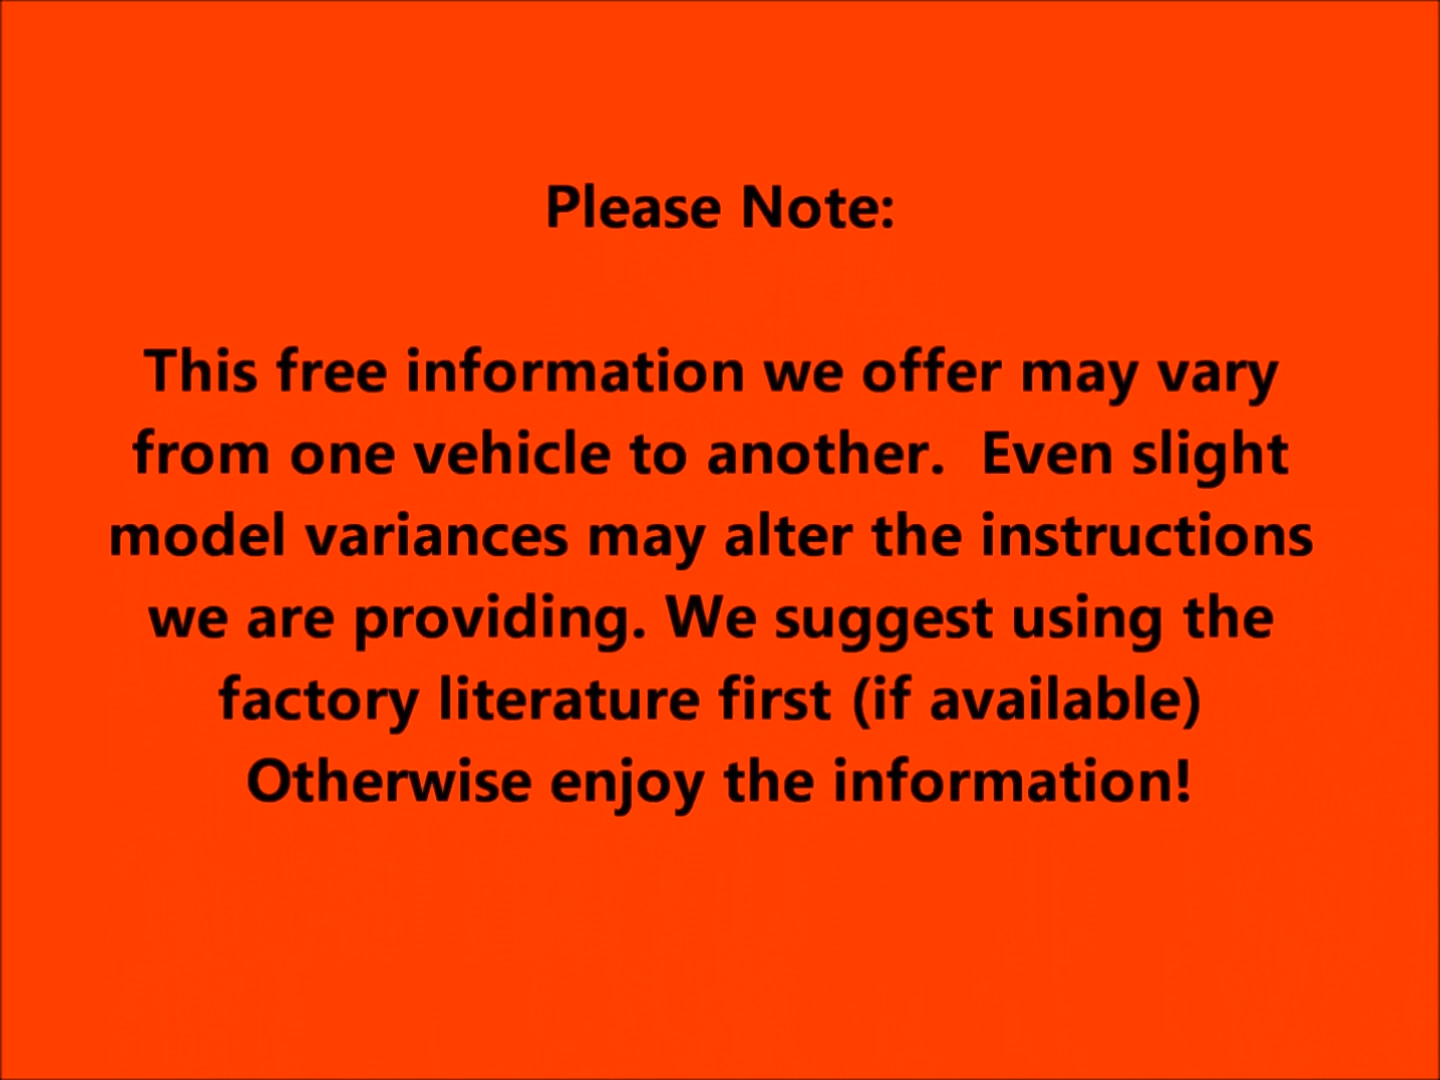 Please Note:
This free information we offer may vary
from one vehicle to another.  Even slight
model variances may alter the instructions
we are providing. We suggest using the
factory literature first (if available)
Otherwise enjoy the information!